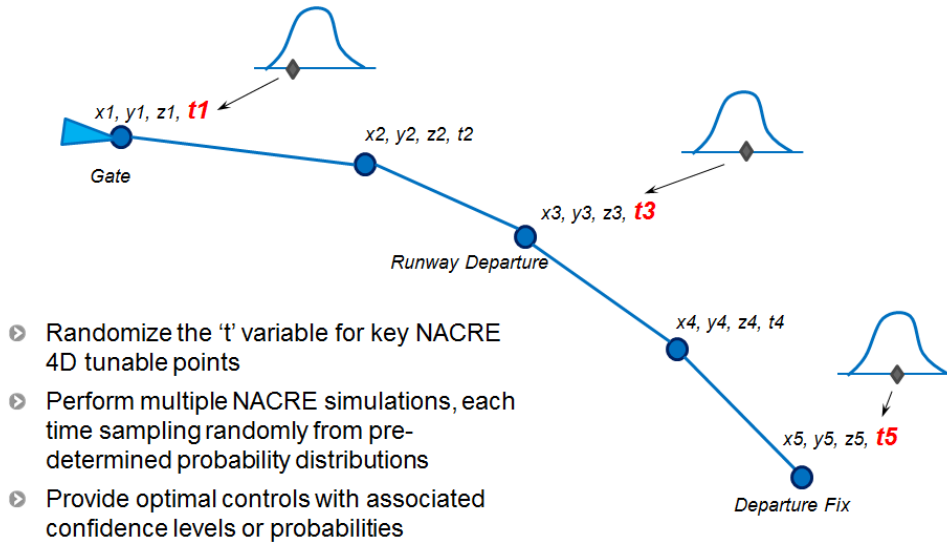 x1, y1, z1, t1
Gate
x2, y2, z2, t2
x3, y3, z3, t3
Runway Departure
x4, y4, z4, t4
x5, y5, z5, t5
Departure Fix
Randomize the ‘t’ variable for key NACRE
4D tunable points
Perform multiple NACRE simulations, each
time sampling randomly from pre-
determined probability distributions
Provide optimal controls with associated
confidence levels or probabilities